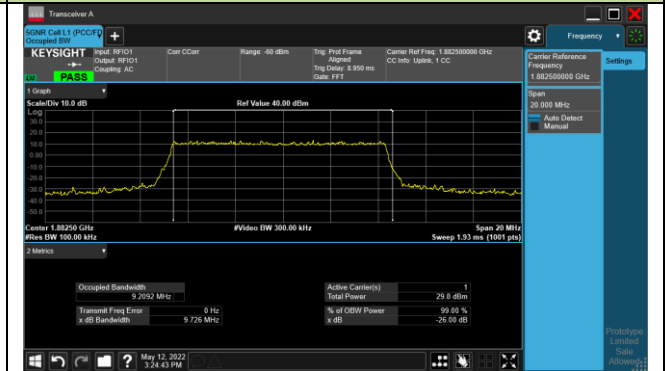 Transceiver A
5GNR Cell L1 (PCC/FD
Occupied BW
Frequency
KEYSIGHT
Input: RFIO1
Output: RFIO1
Coupling: AC
Corr CCorr
Range: -60 dBm
Trig: Prot Frame
Aligned
Trig Delay: 8.950 ms
Gate: FFT
Carrier Ref Freq: 1.882500000 GHz
CC Info: Uplink, 1 CC
PASS
Carrier Reference
Frequency
1.882500000 GHz
Settings
Span
20.000 MHz
Auto Detect
Manual
1 Graph
Scale/Div 10.0 dB
Ref Value 40.00 dBm
Log
30.0
20.0
10.0
0.00
-10.0
-20.0
-30.0
-40.0
-50.0
Center 1.88250 GHz
#Video BW 300.00 kHz
Span 20 MHz
#Res BW 100.00 kHz
Sweep 1.93 ms (1001 pts)
2 Metrics
Occupied Bandwidth
9.2092 MHz
Active Carrier(s) 1
Total Power 29.8 dBm
Transmit Freq Error 0 Hz
x dB Bandwidth 9.726 MHz
% of OBW Power 99.00 %
x dB -26.00 dB
Prototype
Limited
Sale
Allowed
May 12, 2022
3:24:43 PM